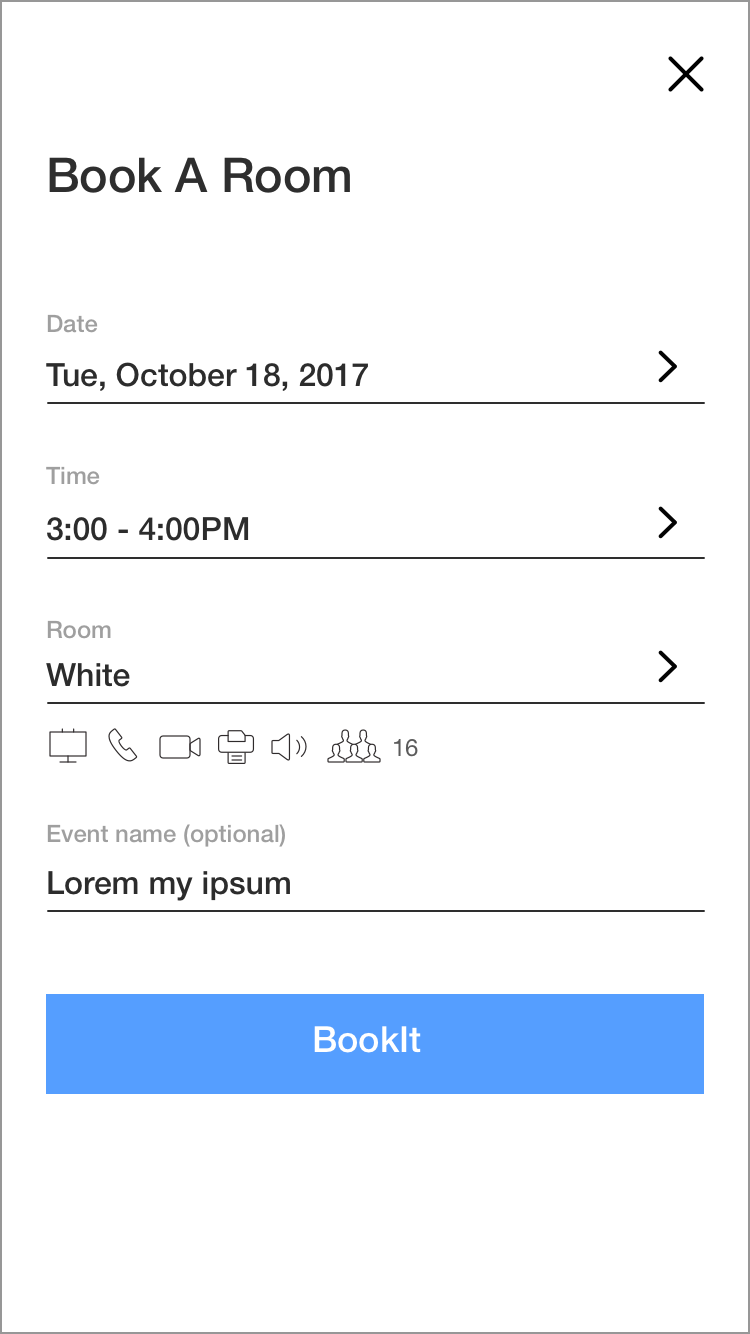 Book A Room
Date
Tue, October 18, 2017
Time
3:00 - 4:00PM
Room
White
16
Event name (optional)
Lorem my ipsum
BookIt